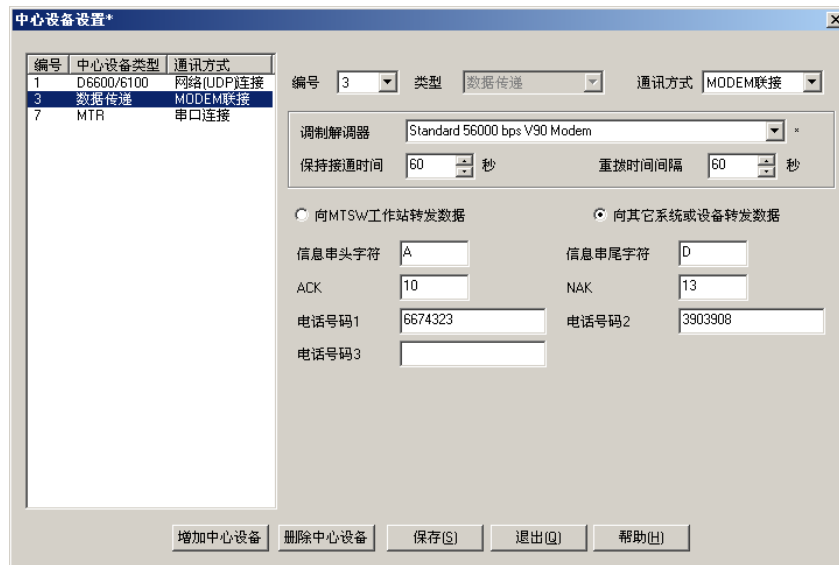 中心设备设置*
编号 中心设备类型 通讯方式
1 D6600/6100 网络(UDP)连接
3 数据传递 MODEM联接
7 MTR 串口连接
编号 3 类型 数据传递 通讯方式 MODEM联接
调制解调器 Standard 56000 bps V90 Modem *
保持接通时间 60 秒 重拨时间间隔 60 秒
向MTSW工作站转发数据 向其它系统或设备转发数据
信息串头字符 A 信息串尾字符 D
ACK 10 NAK 13
电话号码1 6674323 电话号码2 3903908
电话号码3
增加中心设备 删除中心设备 保存(S) 退出(Q) 帮助(H)